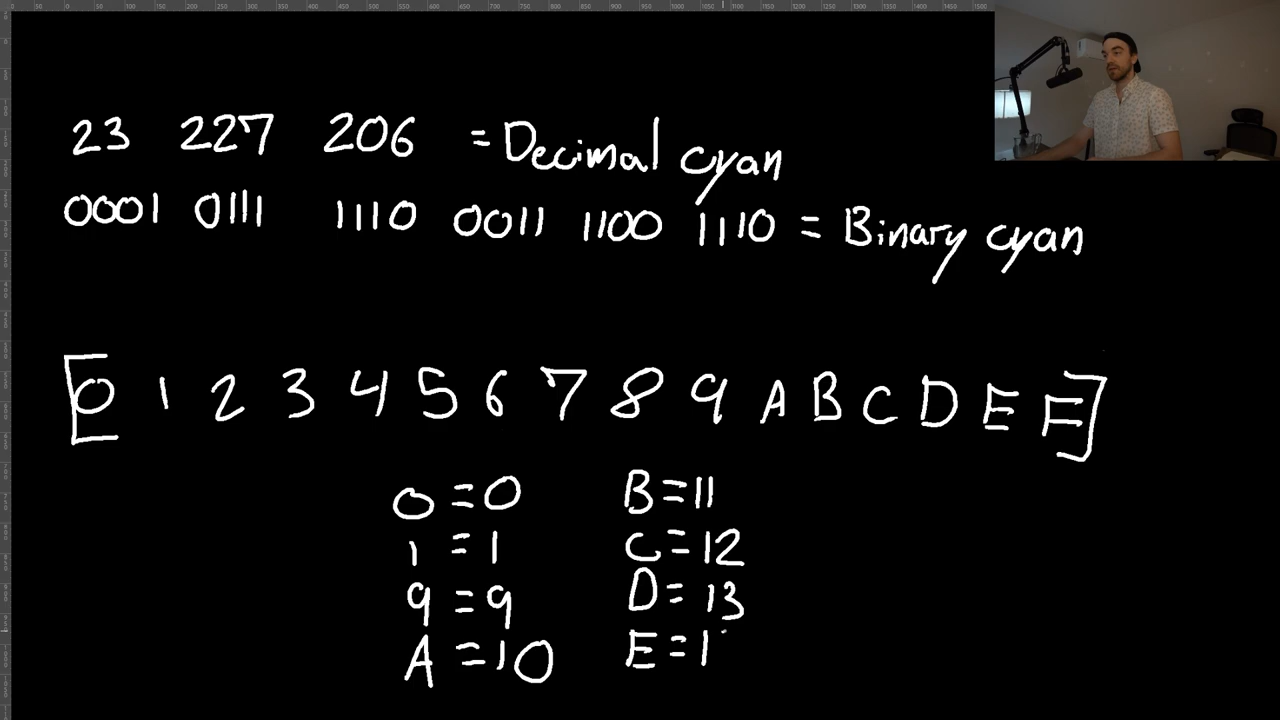 23 227 206 = Decimal cyan
0001 0111 1110 0011 1100 1110 = Binary cyan
[0 1 2 3 4 5 6 7 8 9 A B C D E F]
0 = 0
1 = 1
9 = 9
A = 10
B = 11
C = 12
D = 13
E = 1